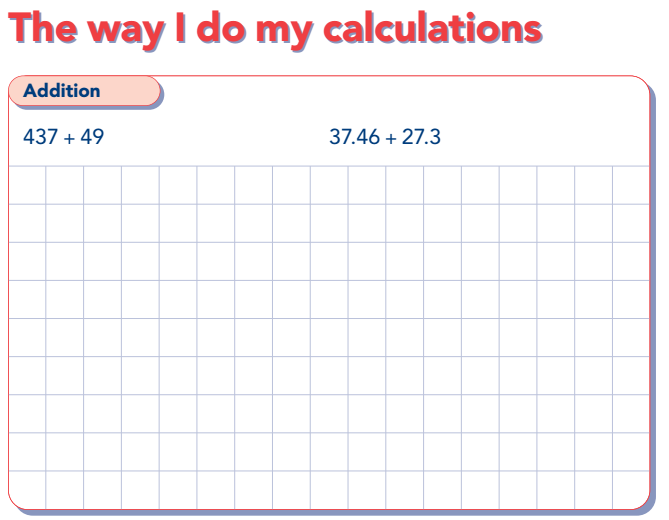 The way I do my calculations
Addition
437 + 49 37.46 + 27.3